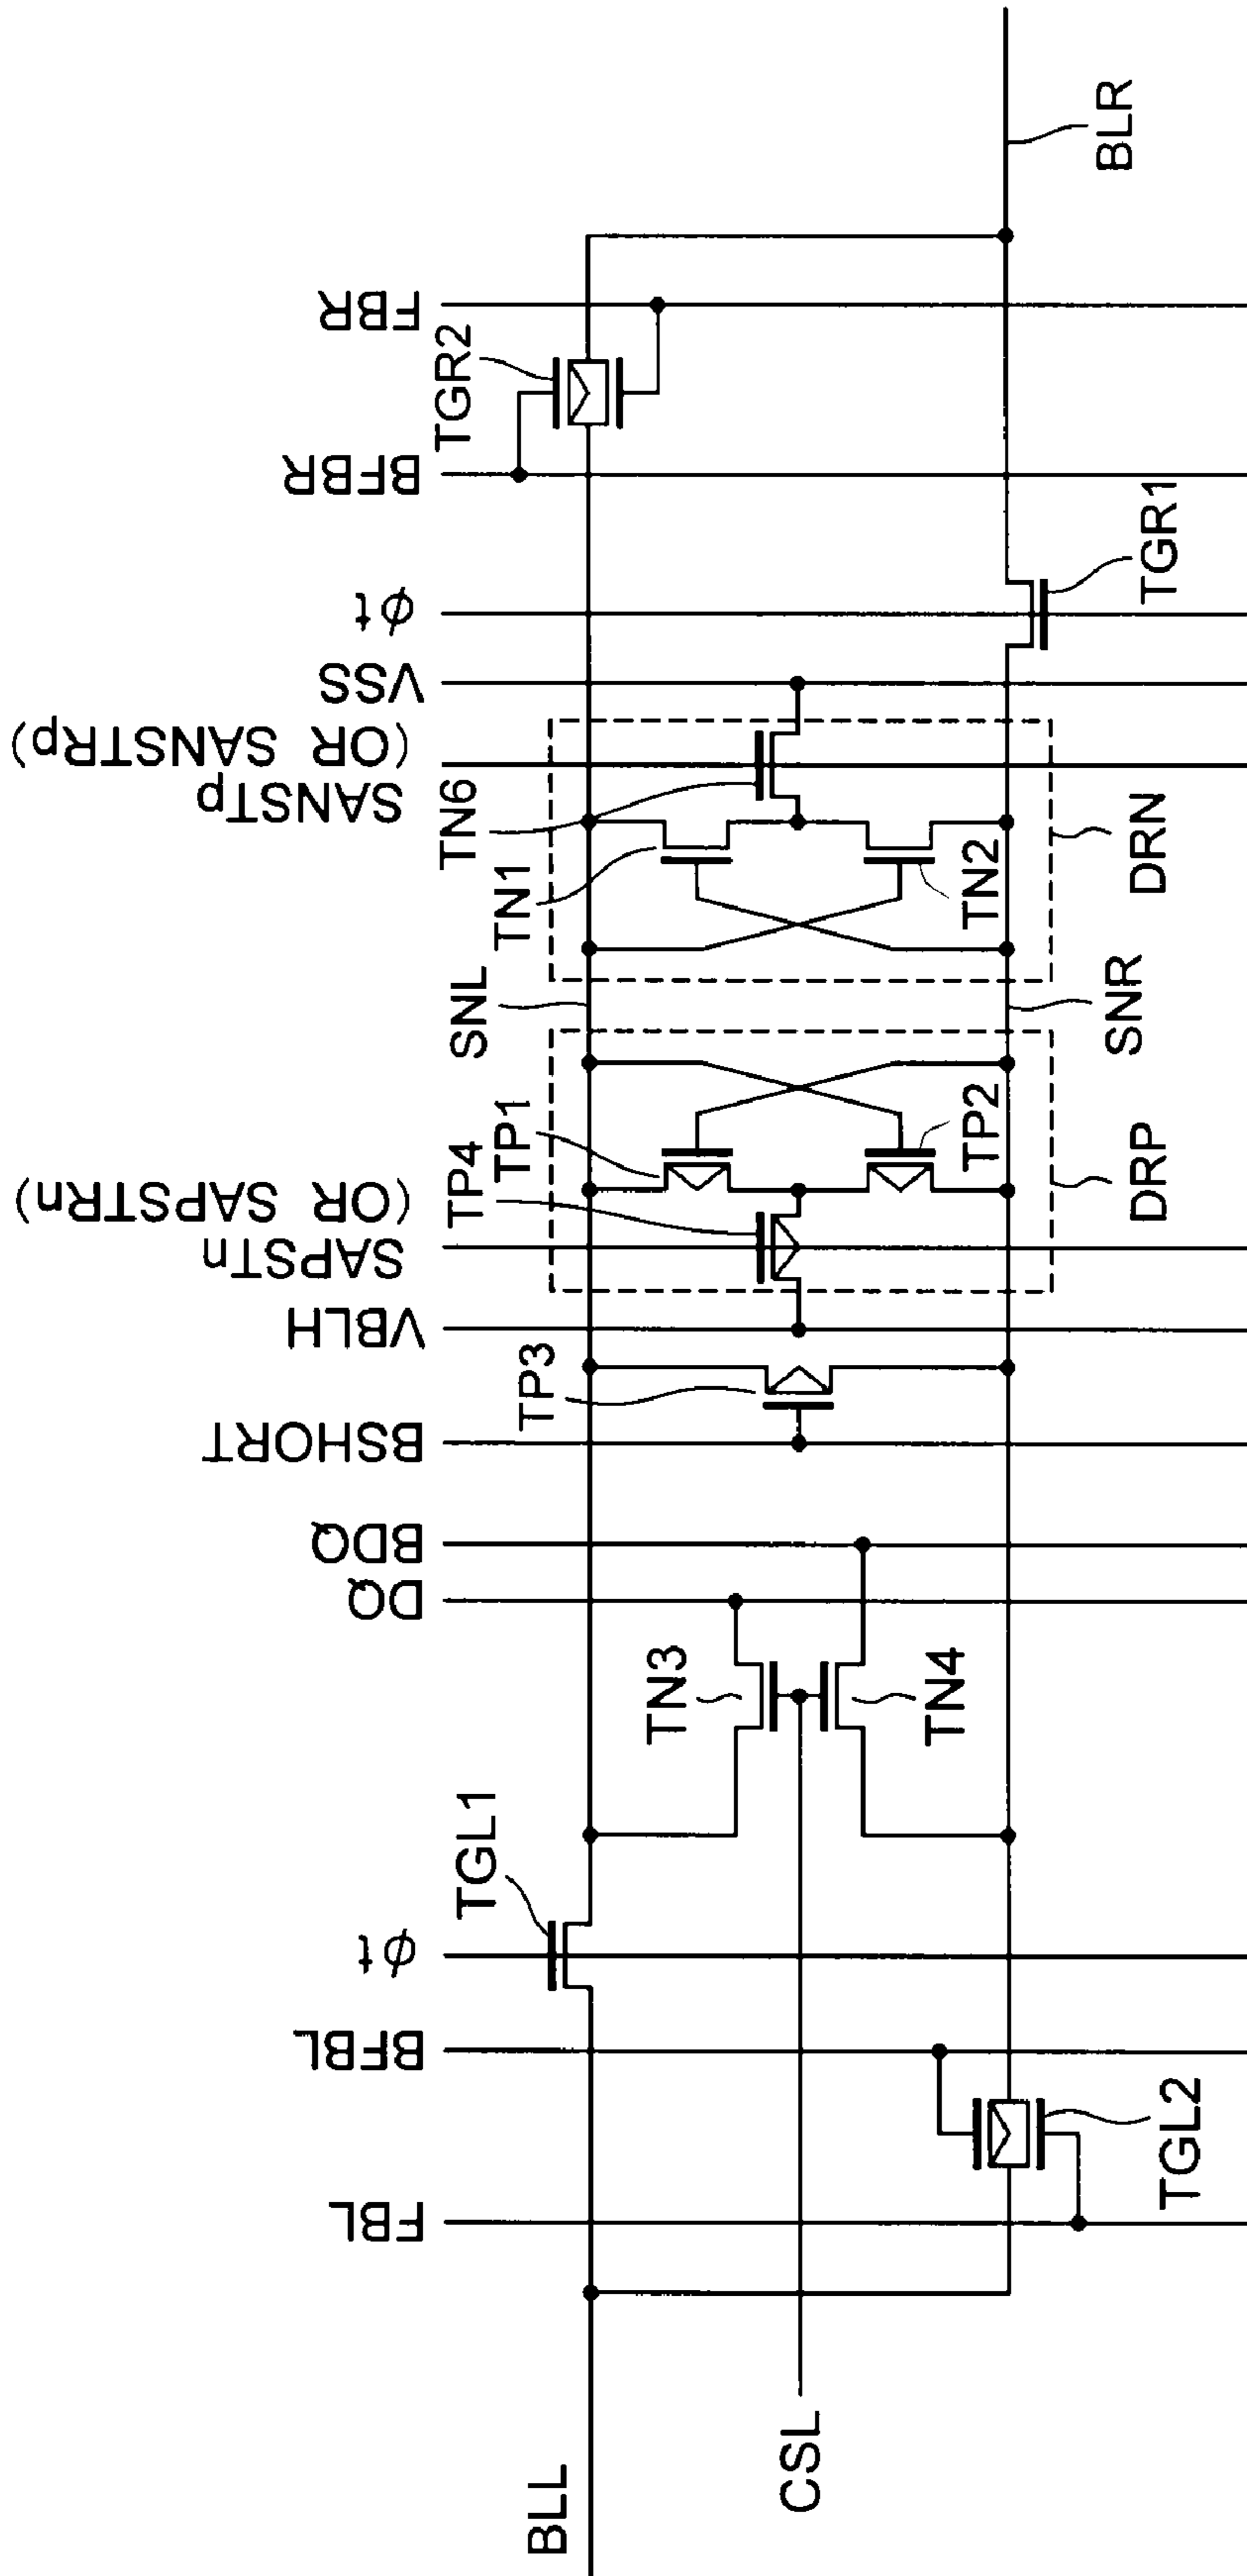 BLL
FBL
BFBL
φt
TGL1
DQ
BDQ
BSHORT
VBLH
SAPSTn
(OR SAPSTRn)
TP3
TP4
TP1
SNL
TN1
TN6
SANSTp
(OR SANSTRp)
VSS
φt
BFBR
TGR2
FBR
CSL
TN3
TN4
TGL2
TP2
DRP
SNR
TN2
DRN
TGR1
BLR